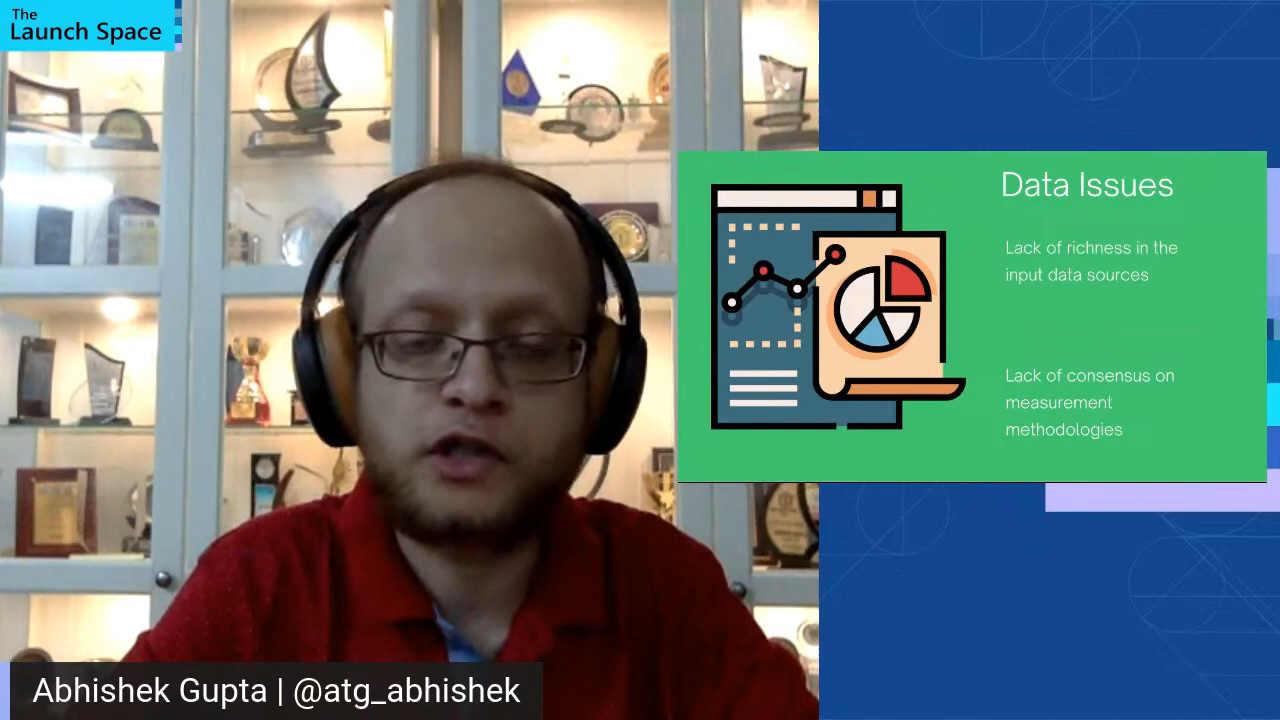 The
Launch Space
Data Issues
Lack of richness in the
input data sources
Lack of consensus on
measurement
methodologies
Abhishek Gupta | @atg_abhishek